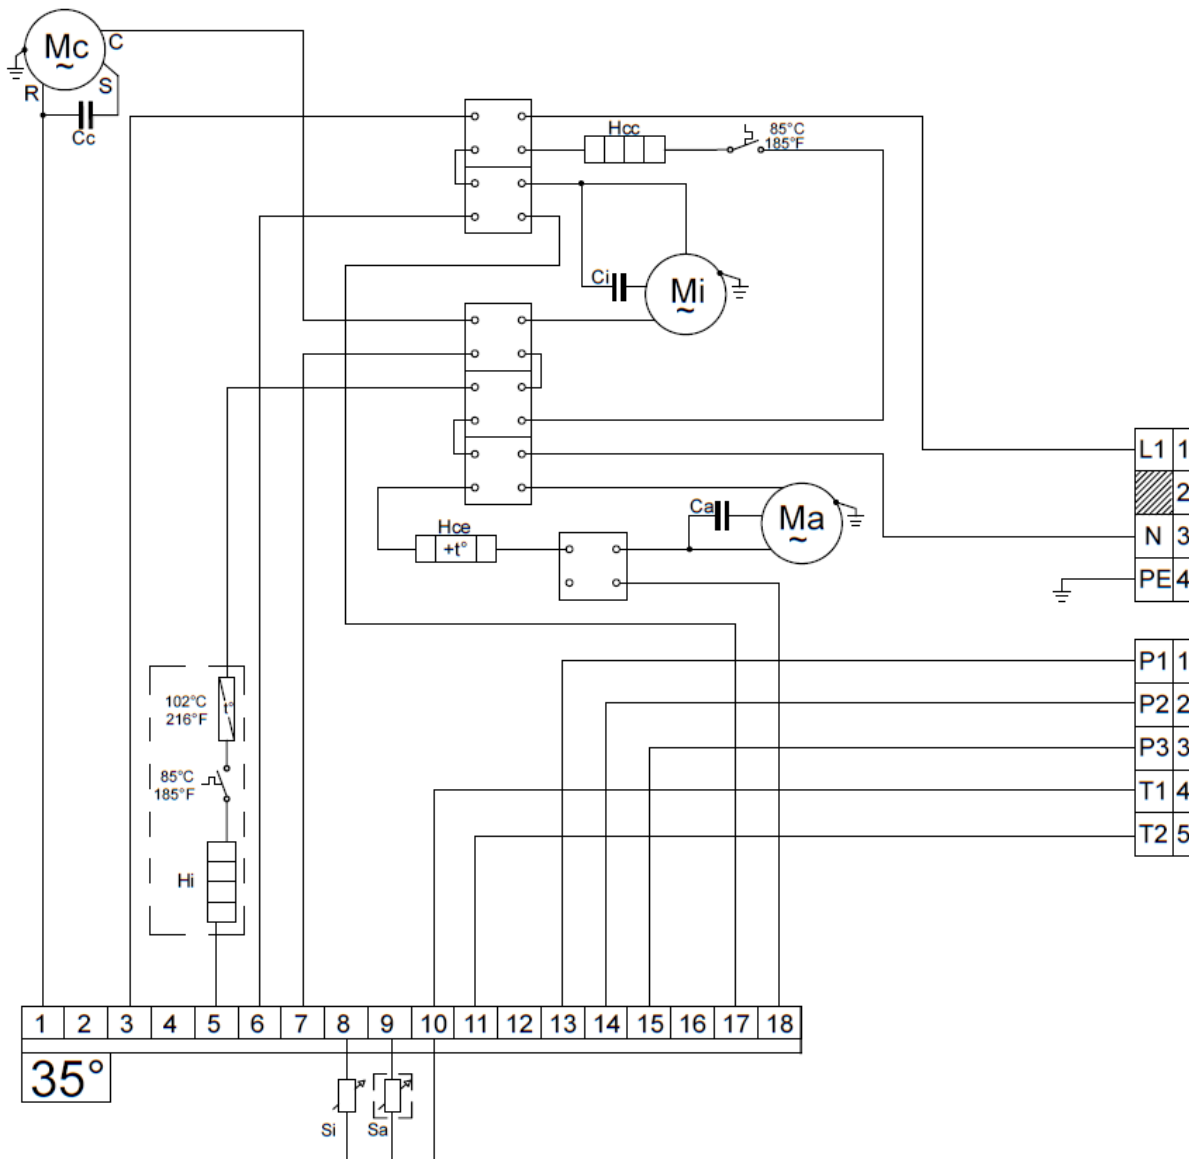 Mc
~
C
S
R
Cc
Hcc
85°C
185°F
Ci
Mi
~
L1 1
2
N 3
PE 4
Ca
Ma
~
Hce
+t°
P1 1
P2 2
P3 3
T1 4
T2 5
102°C
216°F
t°
85°C
185°F
Hi
1 2 3 4 5 6 7 8 9 10 11 12 13 14 15 16 17 18
35°
Si
Sa